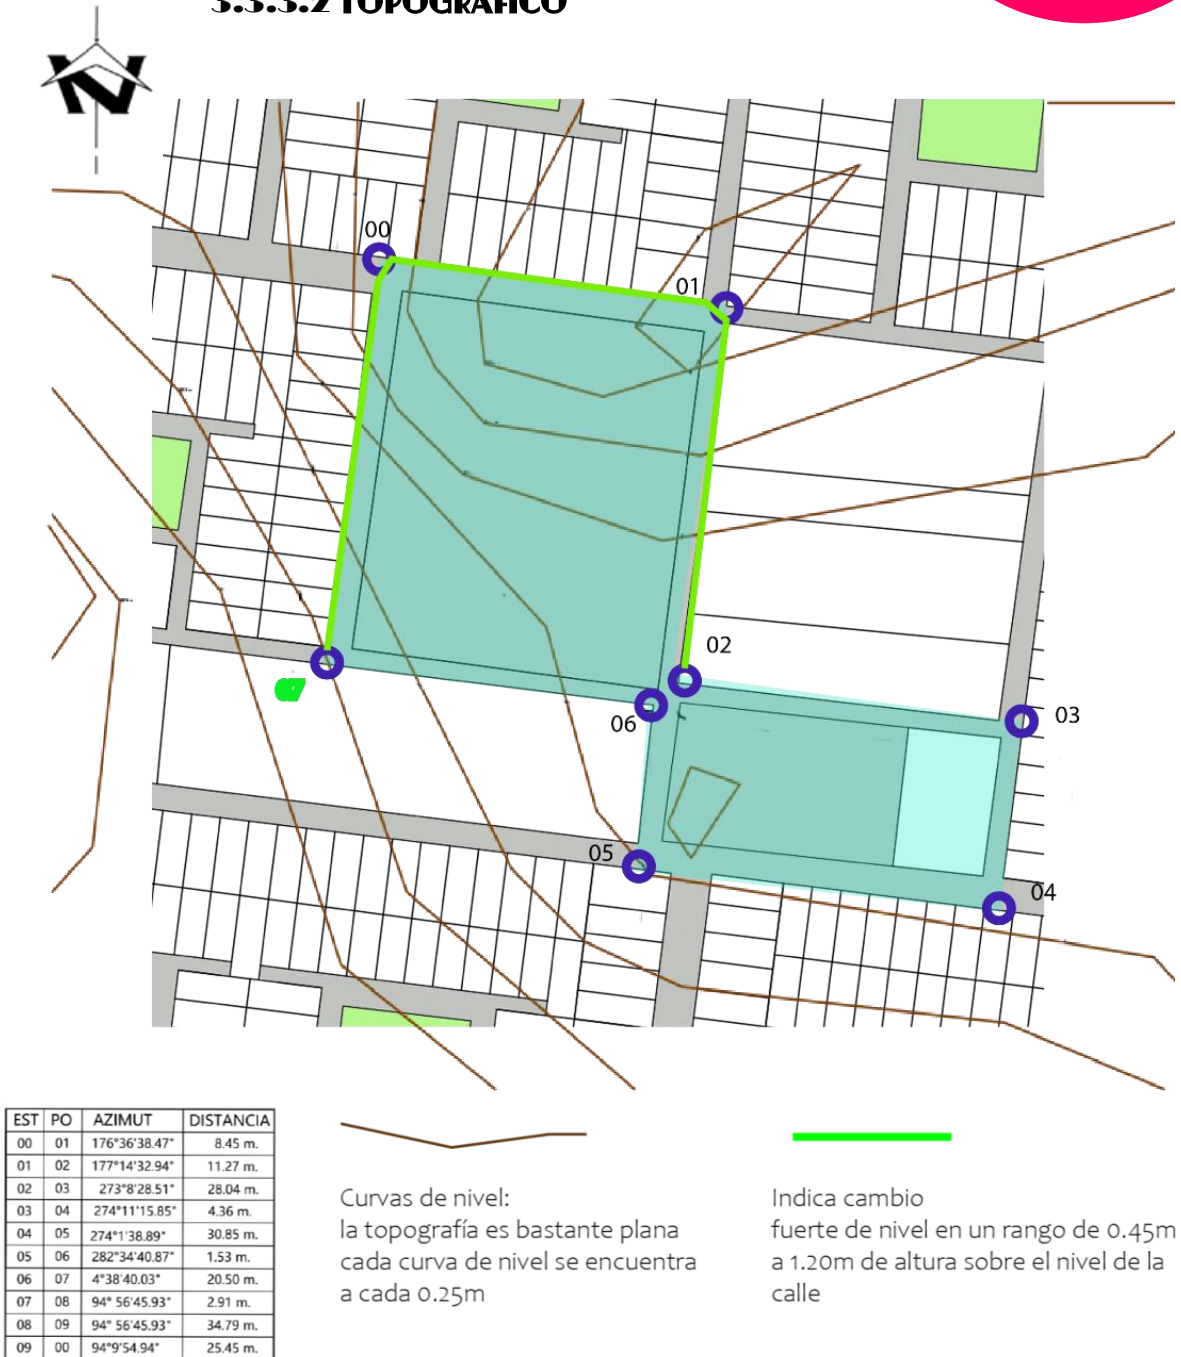 3.3.3.2 TOPOGRÁFICO
N
00
01
02
03
06
05
04
EST PO AZIMUT DISTANCIA
00 01 176°36'38.47" 8.45 m.
01 02 177°14'32.94" 11.27 m.
02 03 273°8'28.51" 28.04 m.
03 04 274°11'15.85" 4.36 m.
04 05 274°1'38.89" 30.85 m.
05 06 282°34'40.87" 1.53 m.
06 07 4°38'40.03" 20.50 m.
07 08 94° 56'45.93" 2.91 m.
08 09 94° 56'45.93" 34.79 m.
09 00 94°9'54.94" 25.45 m.
Curvas de nivel:
la topografía es bastante plana
cada curva de nivel se encuentra
a cada 0.25m
Indica cambio
fuerte de nivel en un rango de 0.45m
a 1.20m de altura sobre el nivel de la
calle